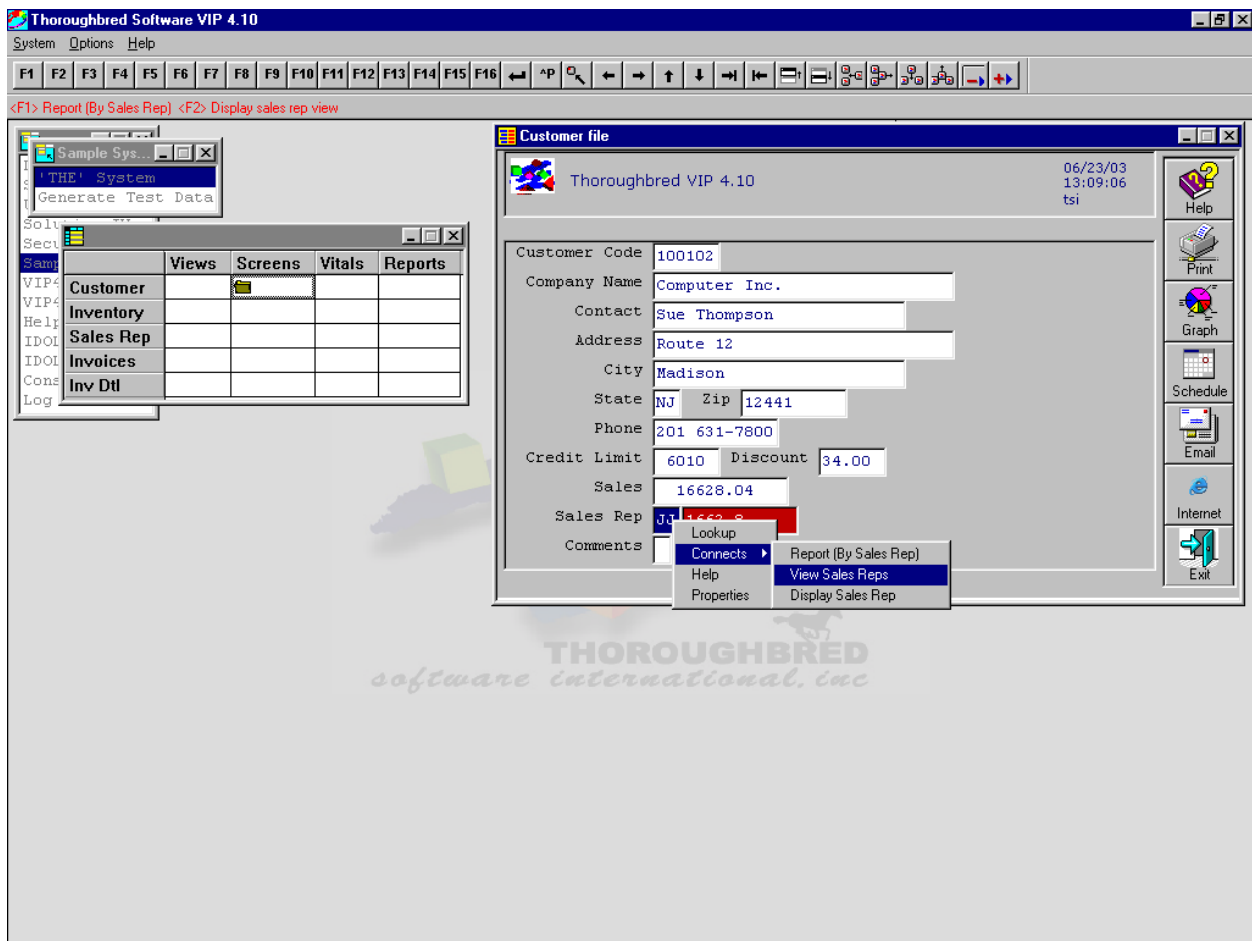 Thoroughbred Software VIP 4.10
System Options Help
F1 F2 F3 F4 F5 F6 F7 F8 F9 F10 F11 F12 F13 F14 F15 F16 ^P
<F1> Report (By Sales Rep) <F2> Display sales rep view
Sample Sys...
'THE' System
Generate Test Data
Views Screens Vitals Reports
Customer
Inventory
Sales Rep
Invoices
Inv Dtl
Log
Customer file
Thoroughbred VIP 4.10
06/23/03
13:09:06
tsi
Customer Code 100102
Company Name Computer Inc.
Contact Sue Thompson
Address Route 12
City Madison
State NJ Zip 12441
Phone 201 631-7800
Credit Limit 6010 Discount 34.00
Sales 16628.04
Sales Rep JJ
Comments
Lookup
Connects
Help
Properties
Report (By Sales Rep)
View Sales Reps
Display Sales Rep
Help
Print
Graph
Schedule
Email
Internet
Exit
THOROUGHBRED
software international, inc